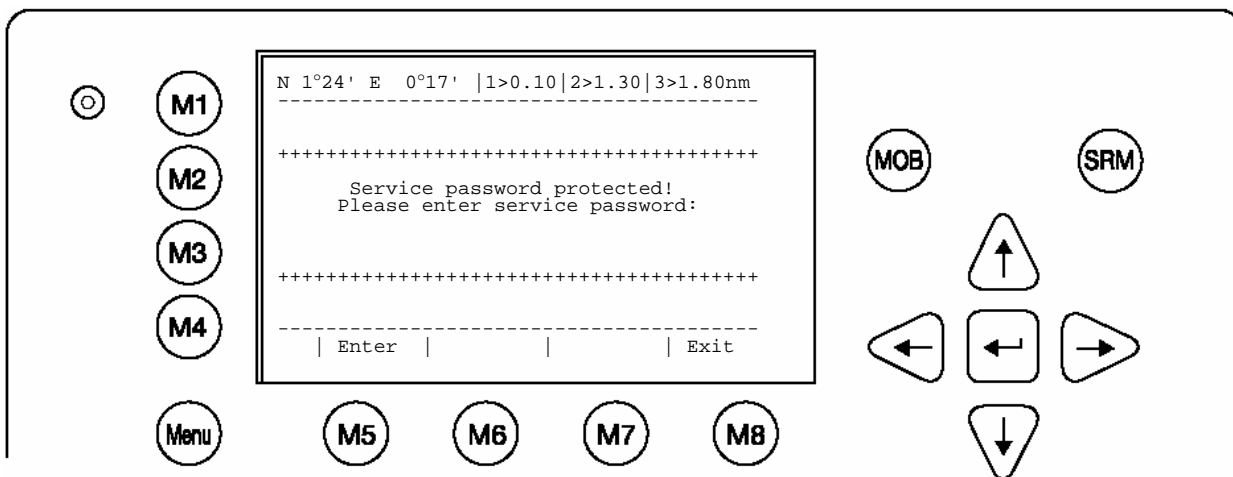 N 1°24' E 0°17' |1>0.10|2>1.30|3>1.80nm
----------------------------------------
++++++++++++++++++++++++++++++++++++++++
Service password protected!
Please enter service password:
++++++++++++++++++++++++++++++++++++++++
----------------------------------------
| Enter | | | Exit
M1
M2
M3
M4
Menu
M5
M6
M7
M8
MOB
SRM